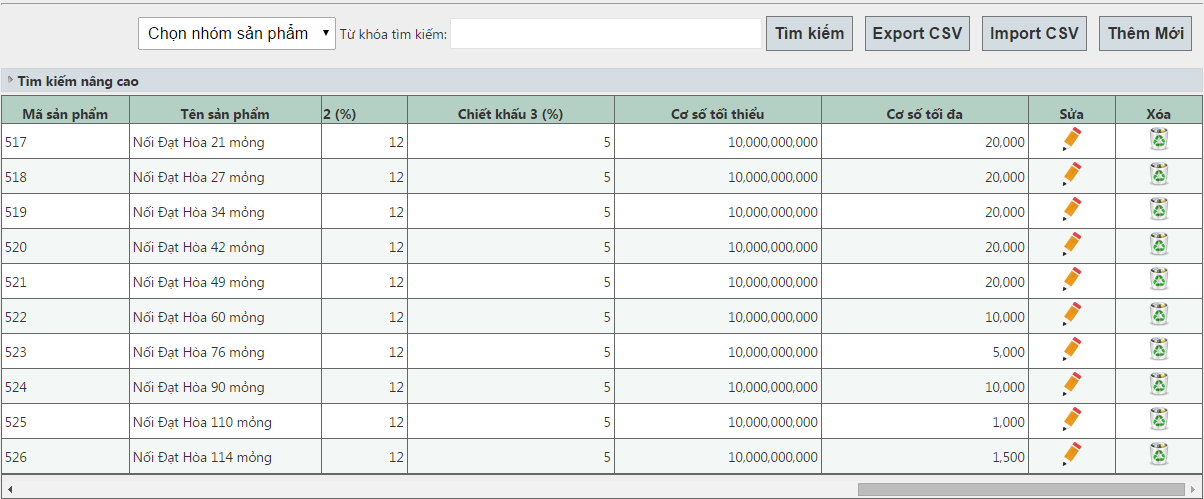 Chọn nhóm sản phẩm Từ khóa tìm kiếm: Tìm kiếm Export CSV Import CSV Thêm Mới
Tìm kiếm nâng cao
Mã sản phẩm Tên sản phẩm 2 (%) Chiết khấu 3 (%) Cơ số tối thiểu Cơ số tối đa Sửa Xóa
517 Nối Đạt Hòa 21 mỏng 12 5 10,000,000,000 20,000
518 Nối Đạt Hòa 27 mỏng 12 5 10,000,000,000 20,000
519 Nối Đạt Hòa 34 mỏng 12 5 10,000,000,000 20,000
520 Nối Đạt Hòa 42 mỏng 12 5 10,000,000,000 20,000
521 Nối Đạt Hòa 49 mỏng 12 5 10,000,000,000 20,000
522 Nối Đạt Hòa 60 mỏng 12 5 10,000,000,000 10,000
523 Nối Đạt Hòa 76 mỏng 12 5 10,000,000,000 5,000
524 Nối Đạt Hòa 90 mỏng 12 5 10,000,000,000 10,000
525 Nối Đạt Hòa 110 mỏng 12 5 10,000,000,000 1,000
526 Nối Đạt Hòa 114 mỏng 12 5 10,000,000,000 1,500